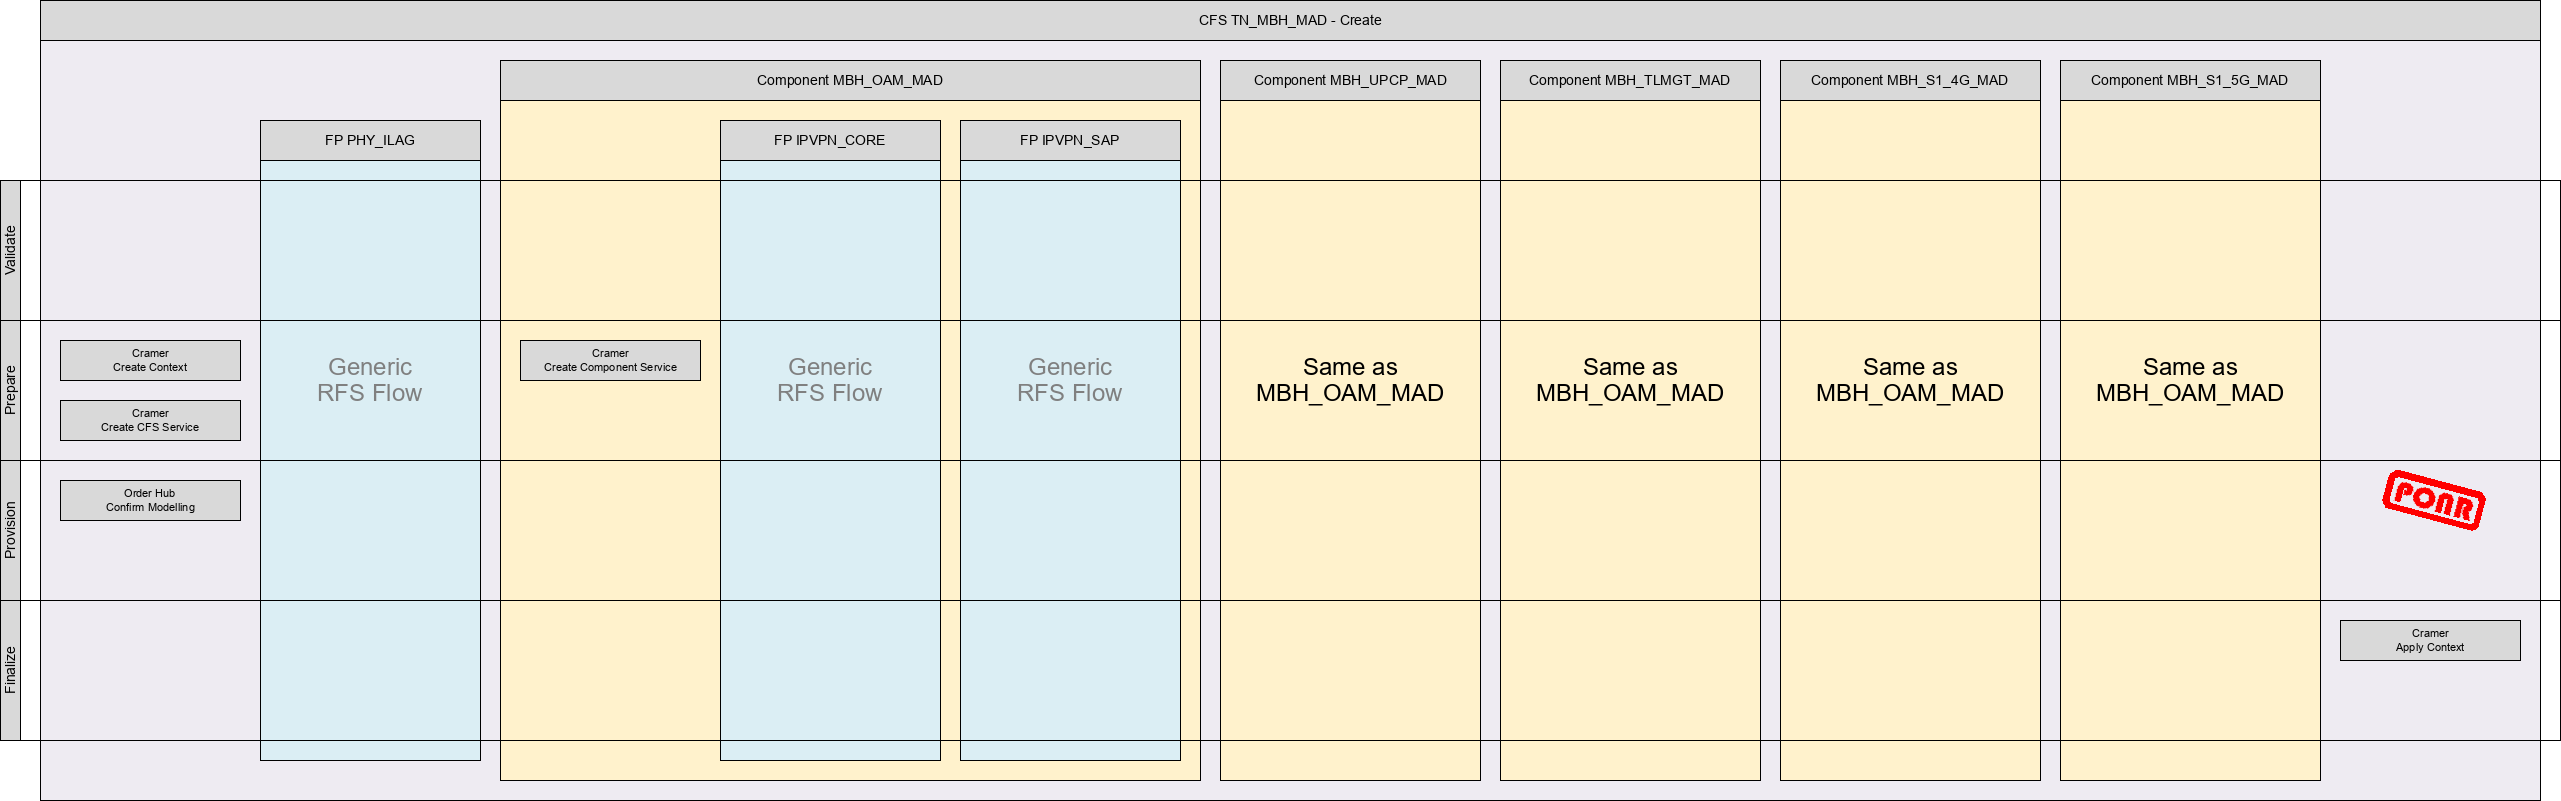 CFS TN_MBH_MAD - Create
Component MBH_OAM_MAD
Component MBH_UPCP_MAD
Component MBH_TLMGT_MAD
Component MBH_S1_4G_MAD
Component MBH_S1_5G_MAD
FP PHY_ILAG
FP IPVPN_CORE
FP IPVPN_SAP
Validate
Prepare
Cramer
Create Context
Cramer
Create CFS Service
Generic
RFS Flow
Cramer
Create Component Service
Generic
RFS Flow
Generic
RFS Flow
Same as
MBH_OAM_MAD
Same as
MBH_OAM_MAD
Same as
MBH_OAM_MAD
Same as
MBH_OAM_MAD
Provision
Order Hub
Confirm Modelling
PONR
Finalize
Cramer
Apply Context